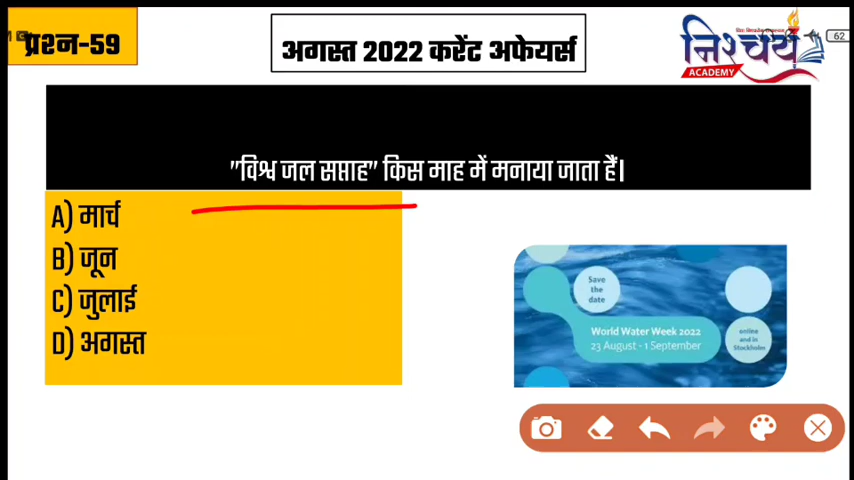 प्रश्न-59
अगस्त 2022 करेंट अफेयर्स
निश्चय
ACADEMY
62
"विश्व जल सप्ताह" किस माह में मनाया जाता हैं।
A) मार्च
B) जून
C) जुलाई
D) अगस्त
Save
the
date
World Water Week 2022
23 August - 1 September
online
and in
Stockholm